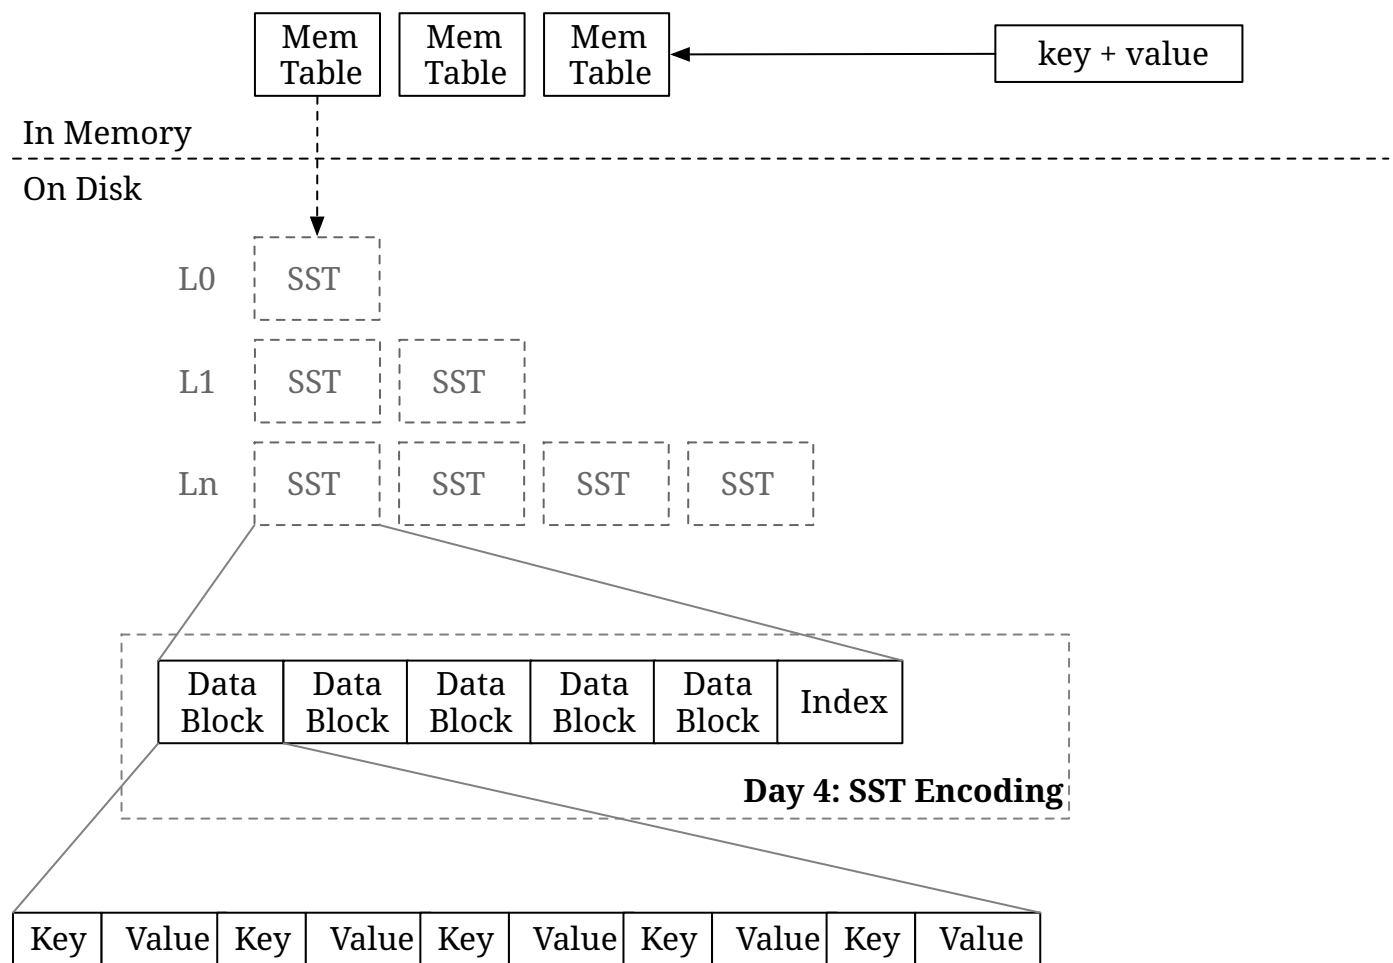 Mem Table
Mem Table
Mem Table
key + value
In Memory
On Disk
L0
SST
L1
SST
SST
Ln
SST
SST
SST
SST
Data Block
Data Block
Data Block
Data Block
Data Block
Index
Day 4: SST Encoding
Key
Value
Key
Value
Key
Value
Key
Value
Key
Value